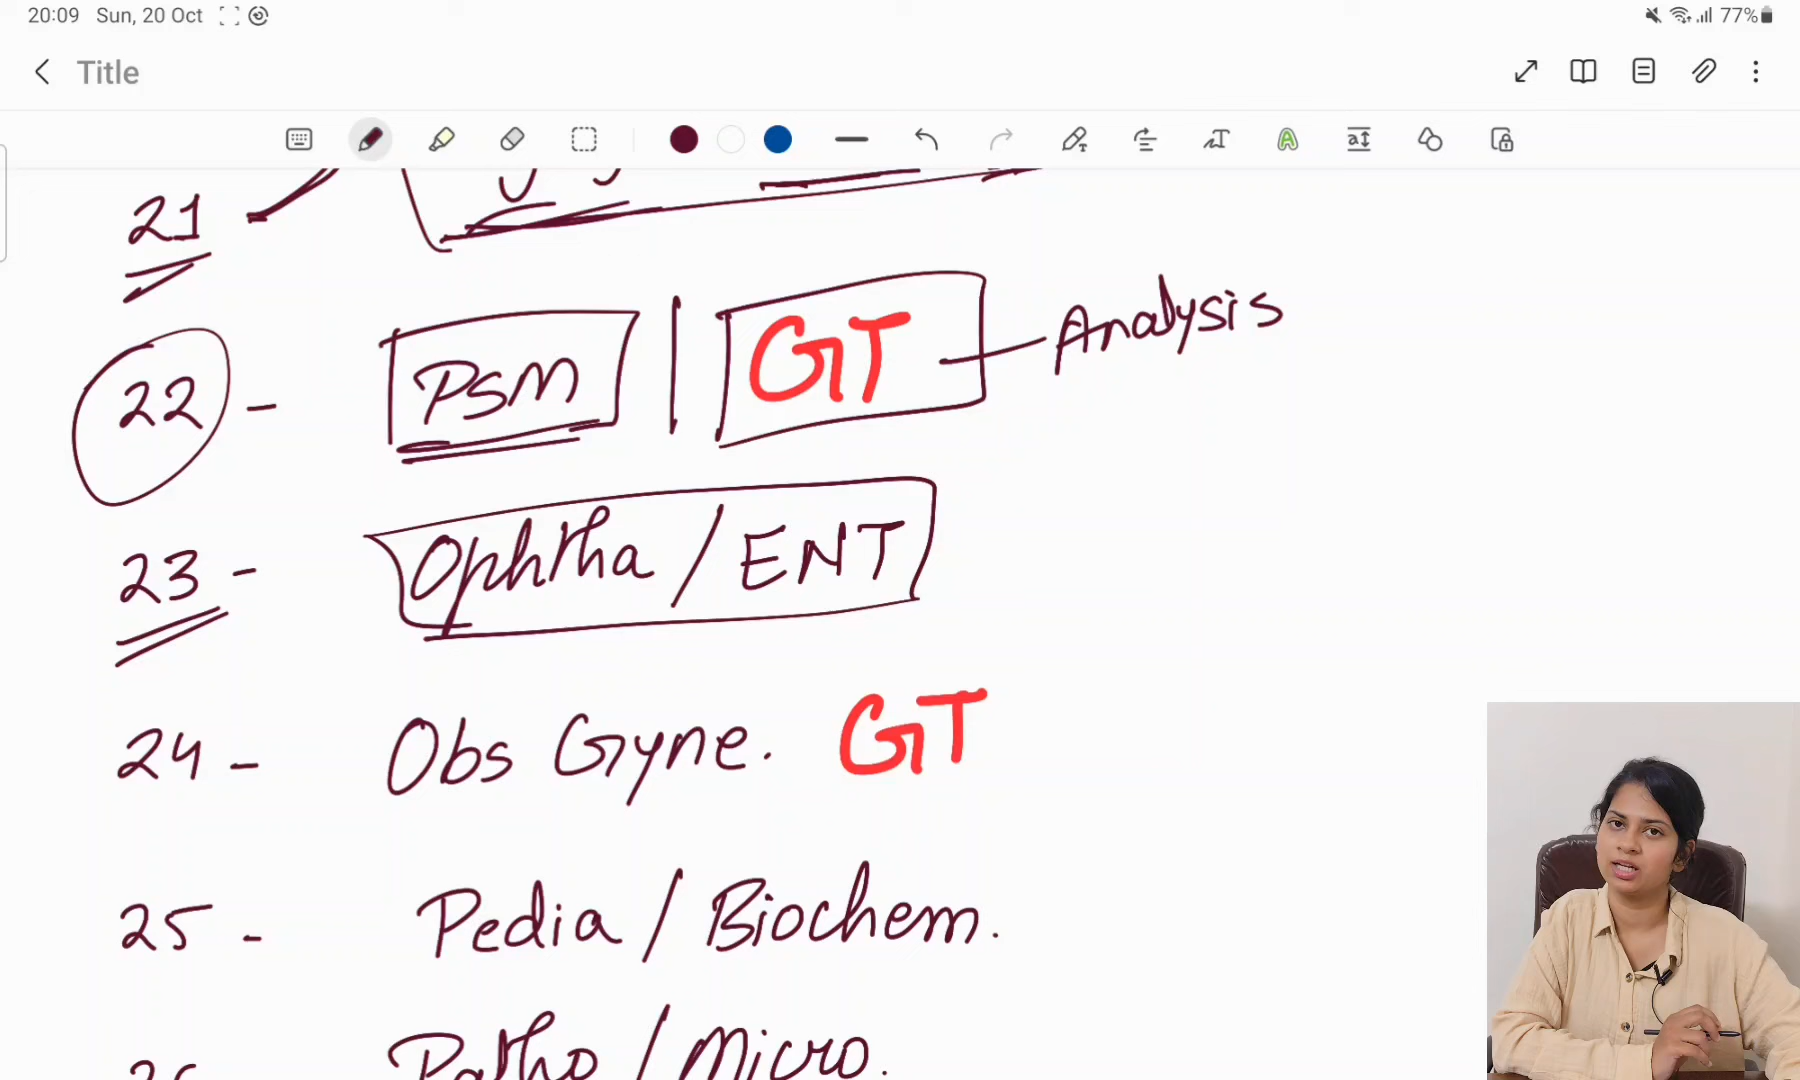 20:09 Sun, 20 Oct 77%
Title
21
22 - PSM | GT - Analysis
23 - Ophtha / ENT
24 - Obs Gyne. GT
25 - Pedia / Biochem.
26 Patho / Micro.